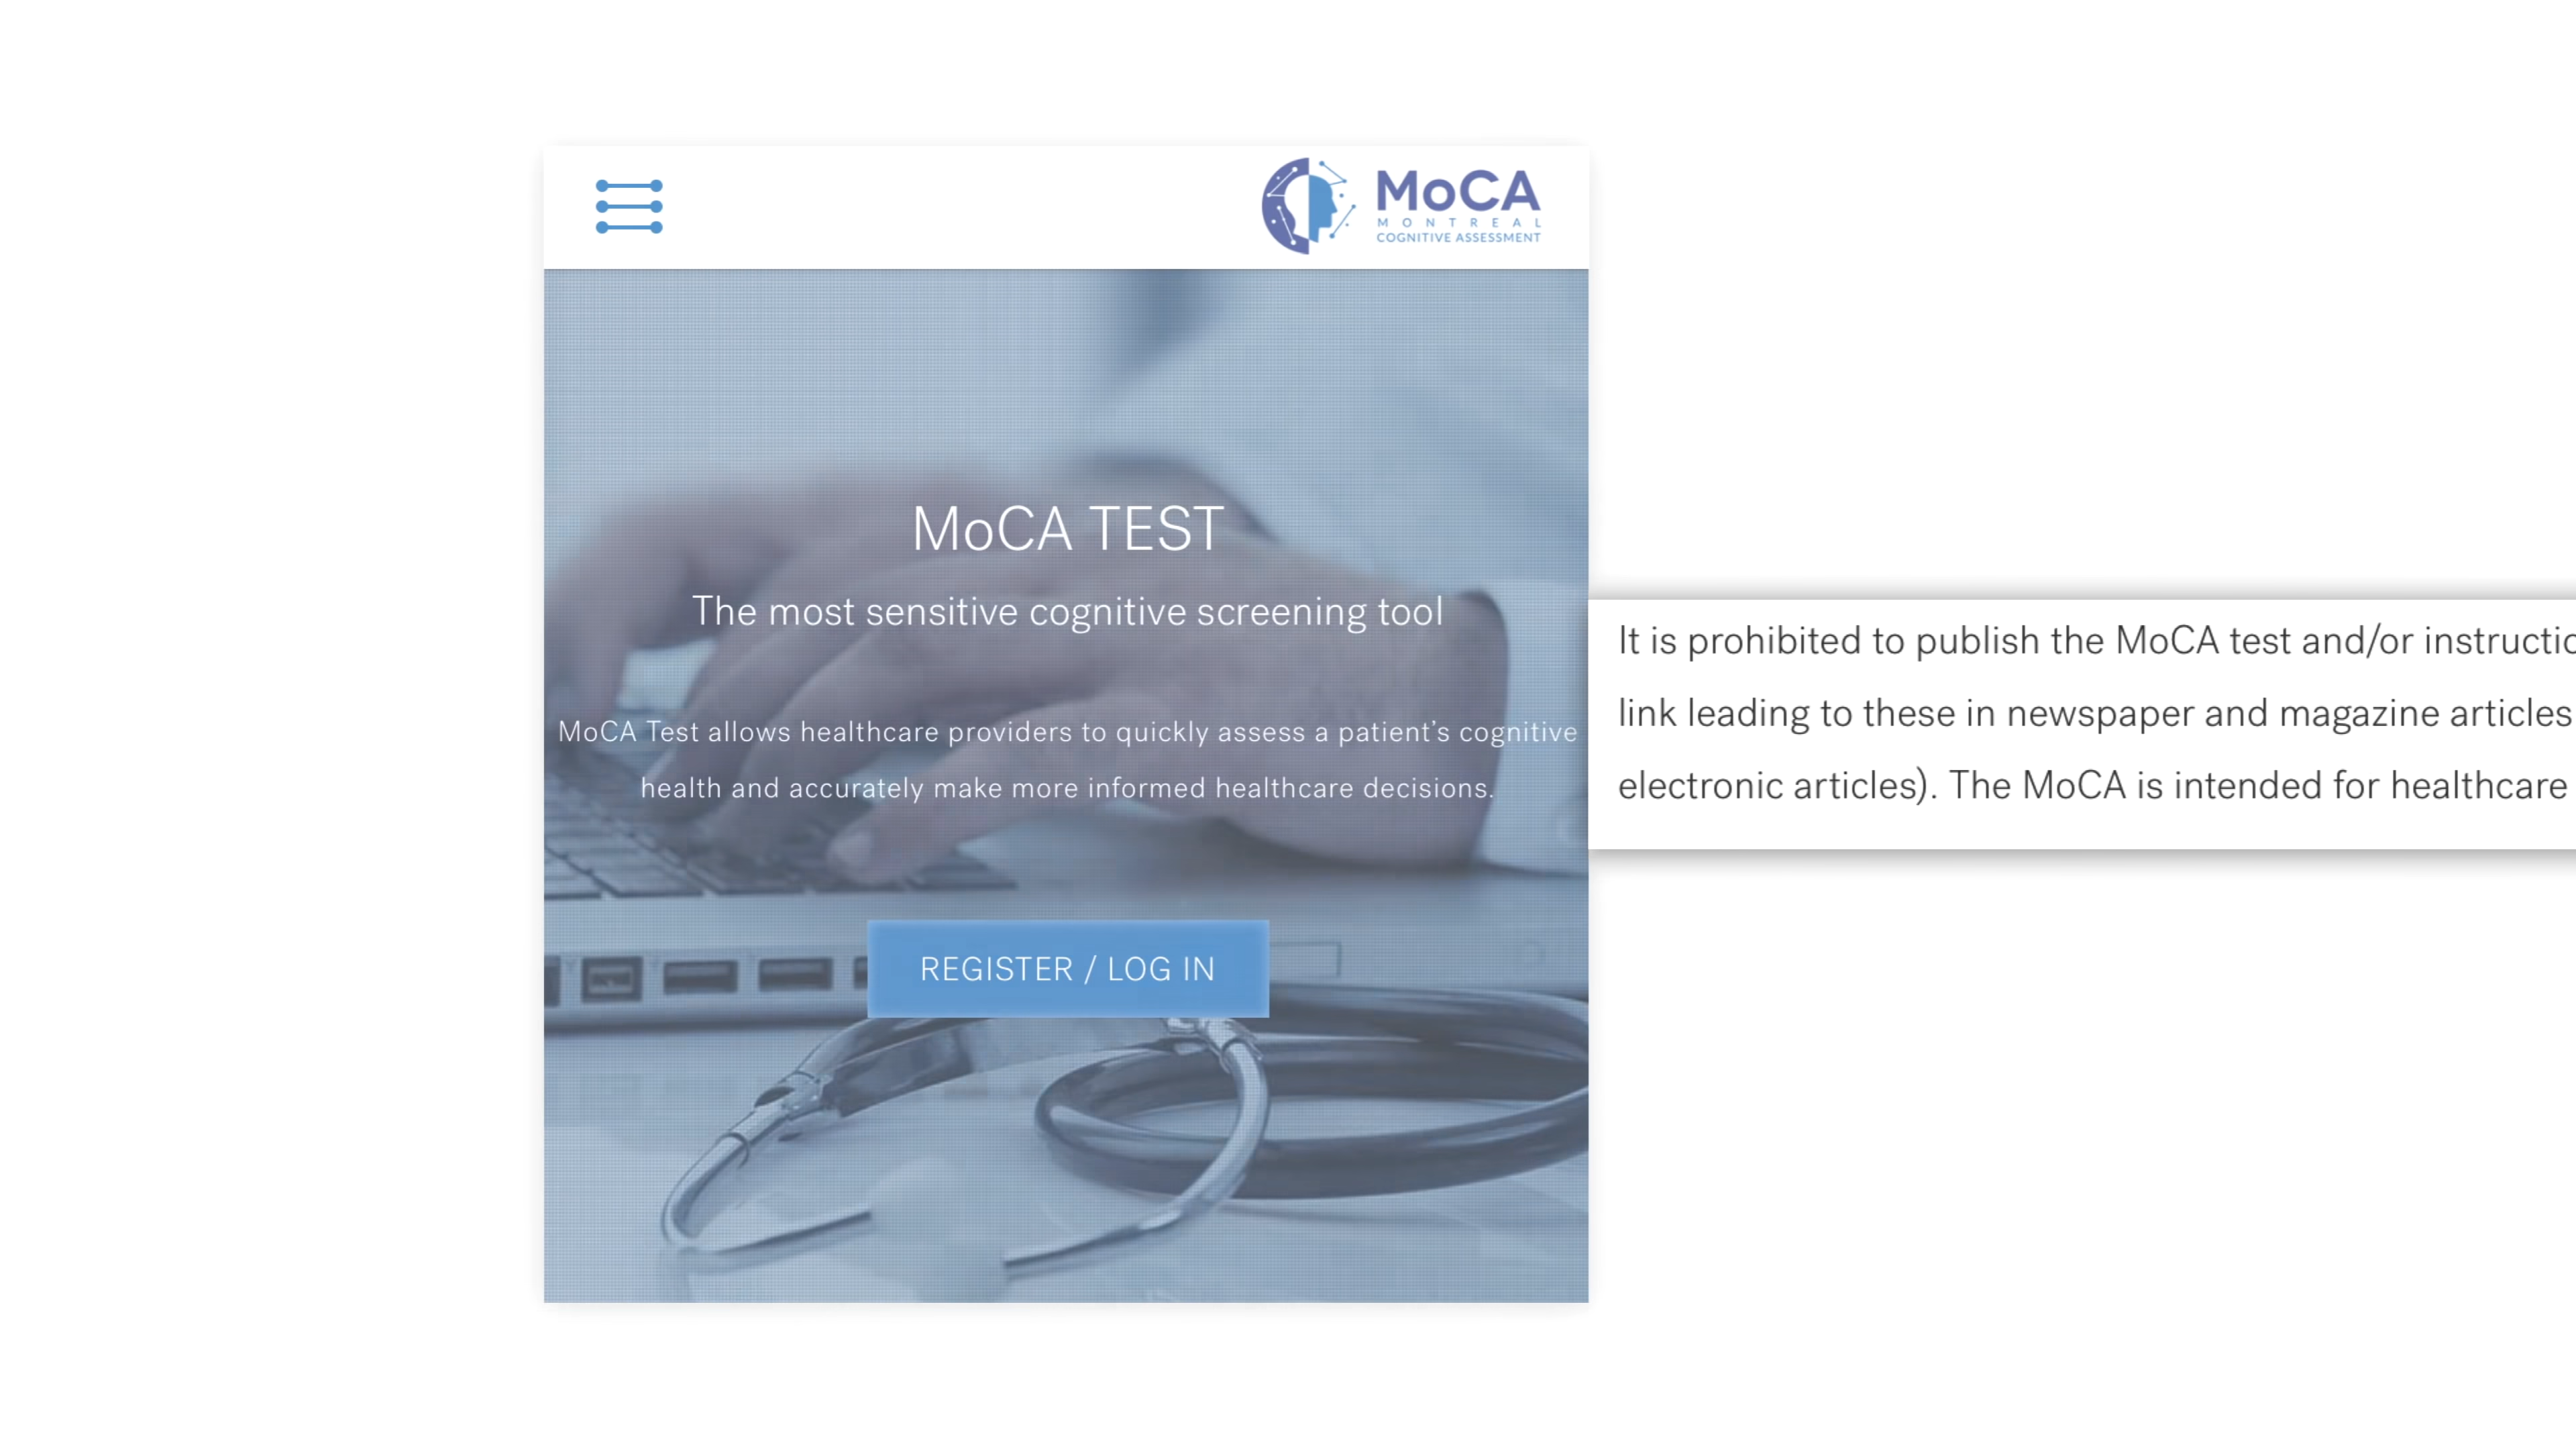 MoCA
MONTREAL
COGNITIVE ASSESSMENT
MoCA TEST
The most sensitive cognitive screening tool
MoCA Test allows healthcare providers to quickly assess a patient's cognitive
health and accurately make more informed healthcare decisions.
REGISTER / LOG IN
It is prohibited to publish the MoCA test and/or
link leading to these in newspaper and magazine articles
electronic articles). The MoCA is intended for healthcare